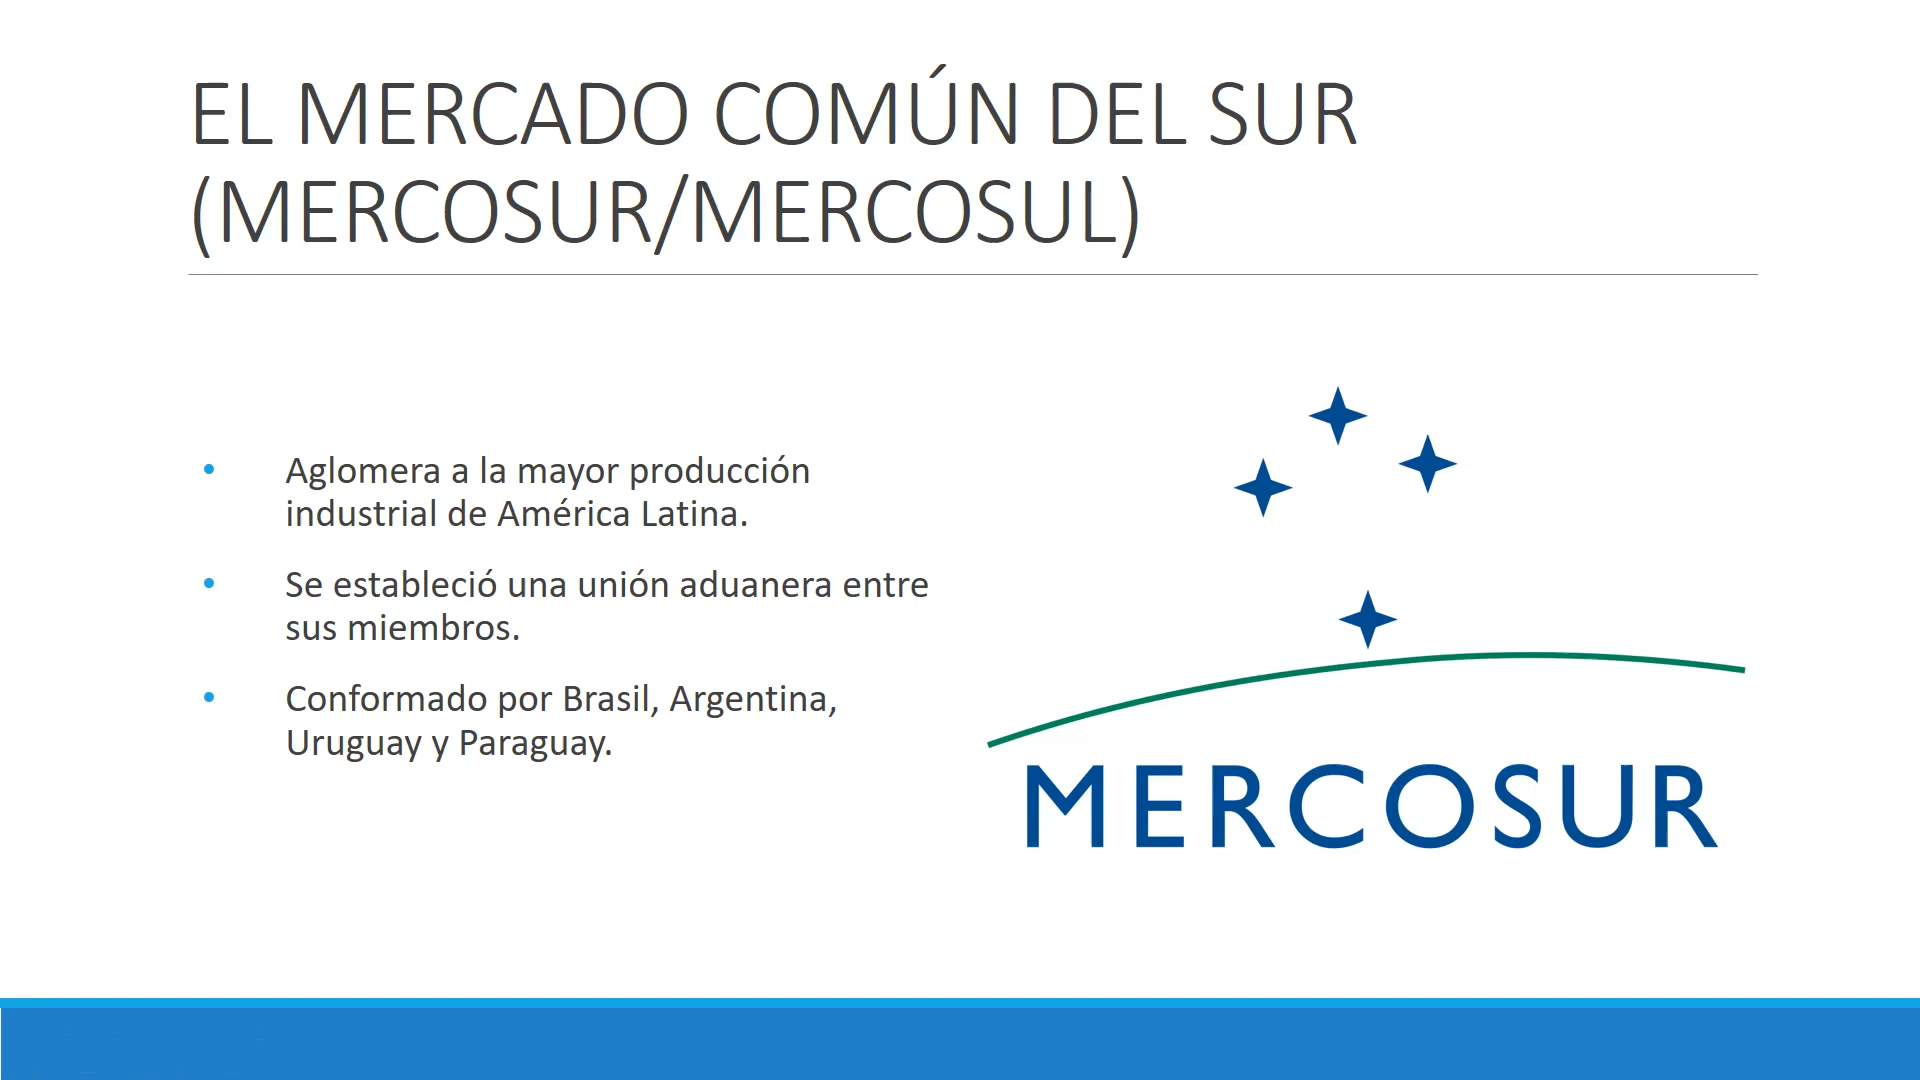 EL MERCADO COMÚN DEL SUR
(MERCOSUR/MERCOSUL)
• Aglomera a la mayor producción
industrial de América Latina.
• Se estableció una unión aduanera entre
sus miembros.
• Conformado por Brasil, Argentina,
Uruguay y Paraguay.
MERCOSUR